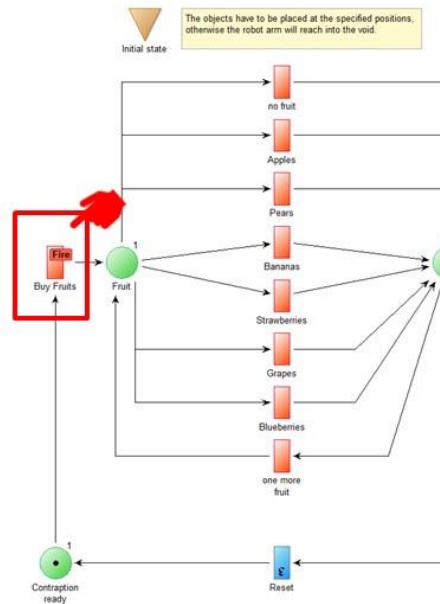 The objects have to be placed at the specified positions,
otherwise the robot arm will reach into the void.
Initial state
no fruit
Apples
Pears
1
Fire
Buy Fruits
Fruit
Bananas
Strawberries
Grapes
Blueberries
one more
fruit
1
Contraption
ready
ε
Reset